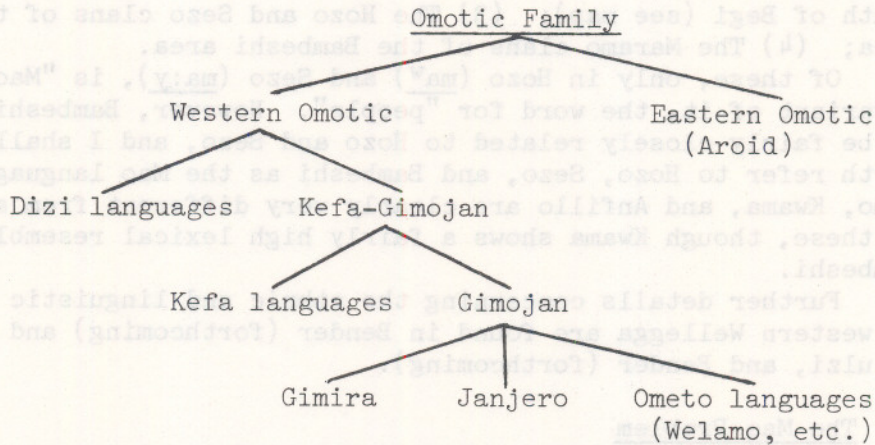 Omotic Family
Western Omotic Eastern Omotic
(Aroid)
Dizi languages Kefa-Gimojan
Kefa languages Gimojan
Gimira Janjero Ometo languages
(Welamo, etc.)